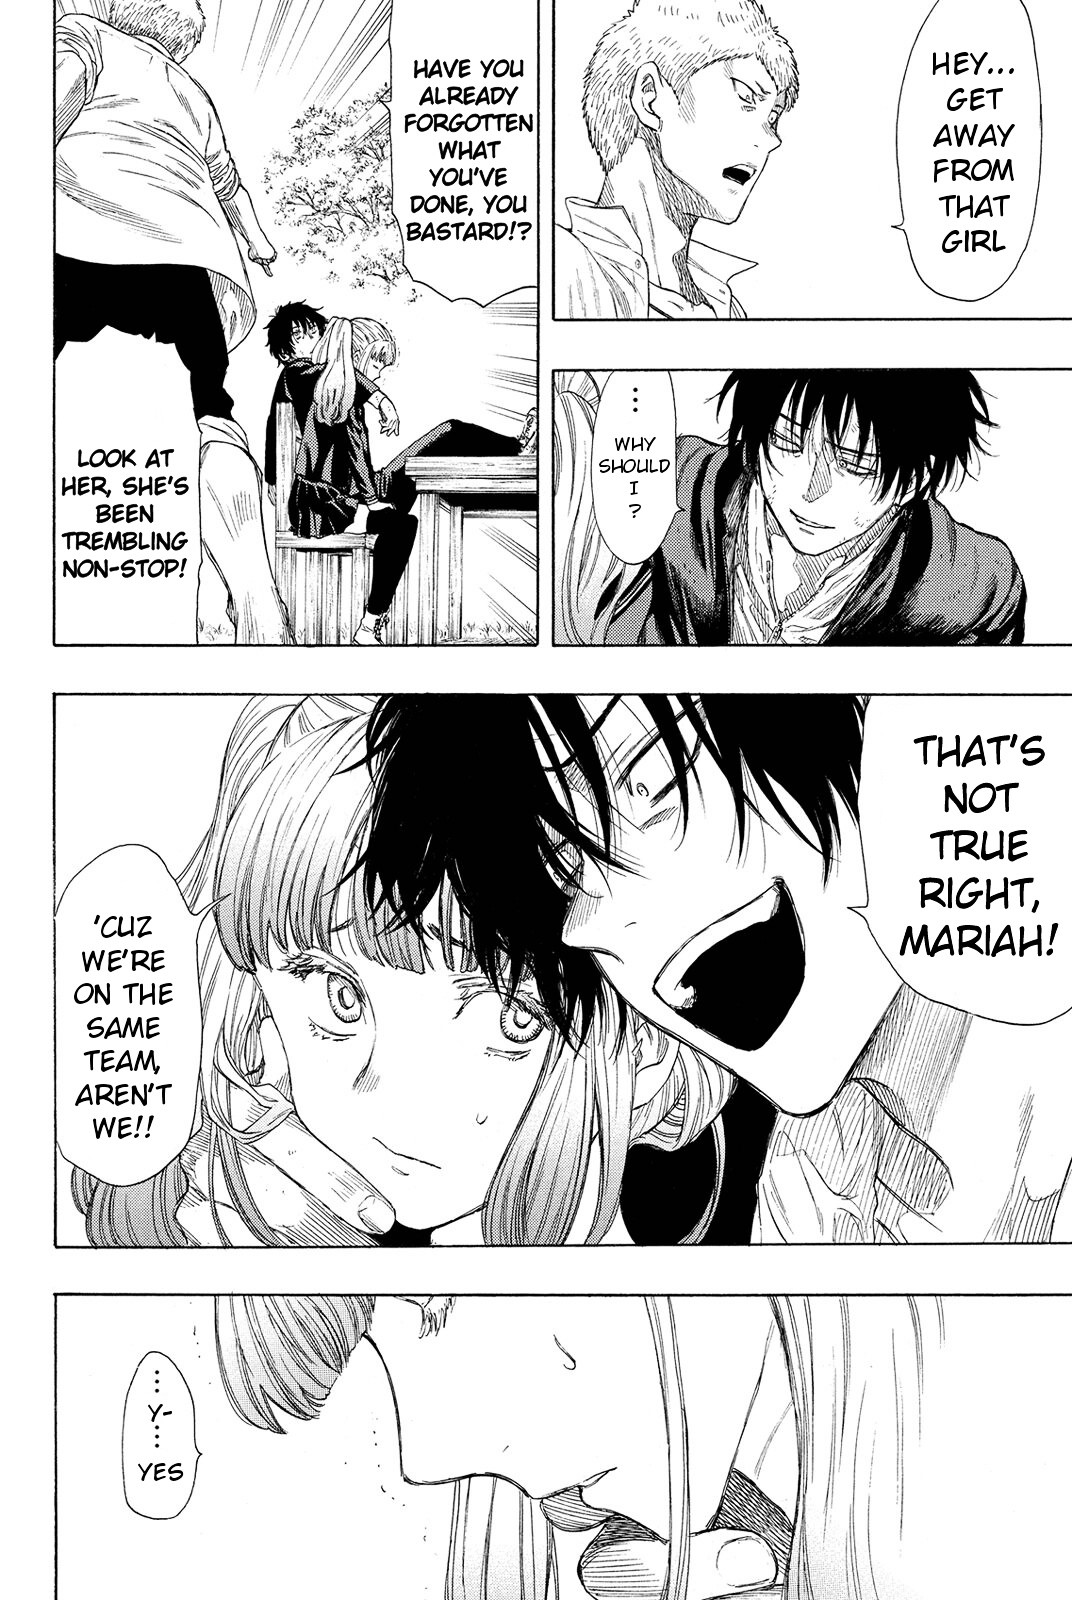 HEY...
GET
AWAY
FROM
THAT
GIRL
...
WHY
SHOULD
I
?
HAVE YOU
ALREADY
FORGOTTEN
WHAT
YOU'VE
DONE, YOU
BASTARD!?
LOOK AT
HER, SHE'S
BEEN
TREMBLING
NON-STOP!
THAT'S
NOT
TRUE
RIGHT,
MARIAH!
'CUZ
WE'RE
ON THE
SAME
TEAM,
AREN'T
WE!!
...
Y-
...
YES